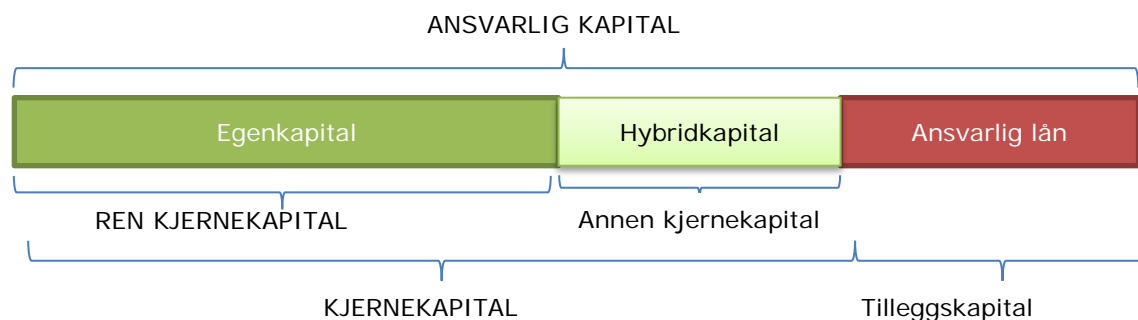 ANSVARLIG KAPITAL
Egenkapital
Hybridkapital
Ansvarlig lån
REN KJERNEKAPITAL
Annen kjernekapital
KJERNEKAPITAL
Tilleggskapital